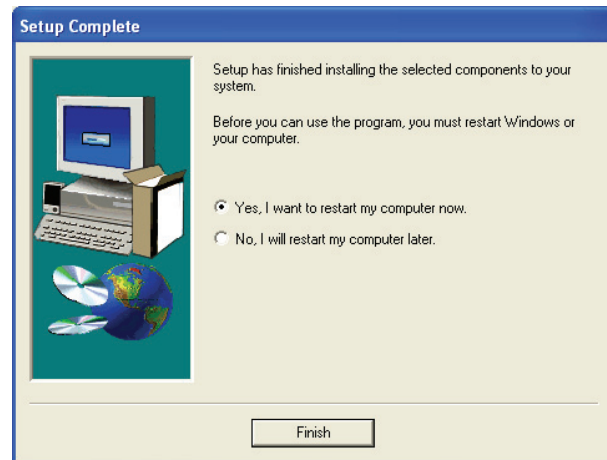 Setup Complete
Setup has finished installing the selected components to your
system.
Before you can use the program, you must restart Windows or
your computer.
Yes, I want to restart my computer now.
No, I will restart my computer later.
Finish